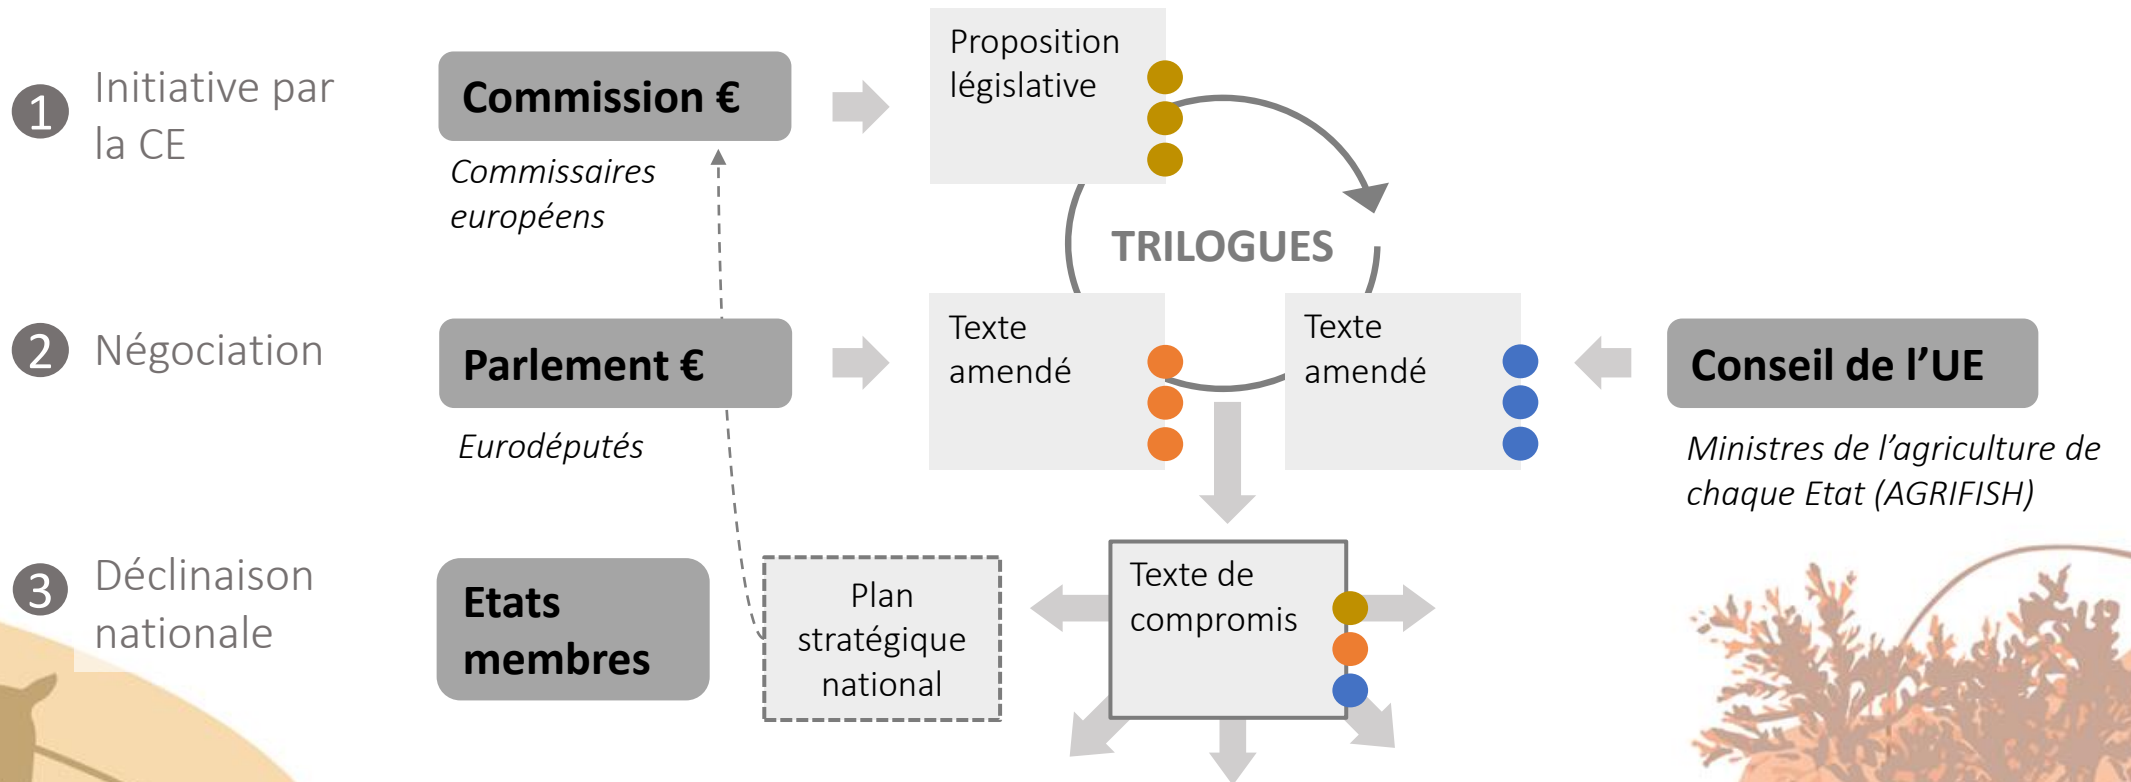 1
Initiative par
la CE
Commission €
Commissaires
européens
Proposition
législative
TRILOGUES
2
Négociation
Parlement €
Eurodéputés
Texte
amendé
Texte
amendé
Conseil de l’UE
Ministres de l’agriculture de
chaque Etat (AGRIFISH)
3
Déclinaison
nationale
Etats
membres
Plan
stratégique
national
Texte de
compromis